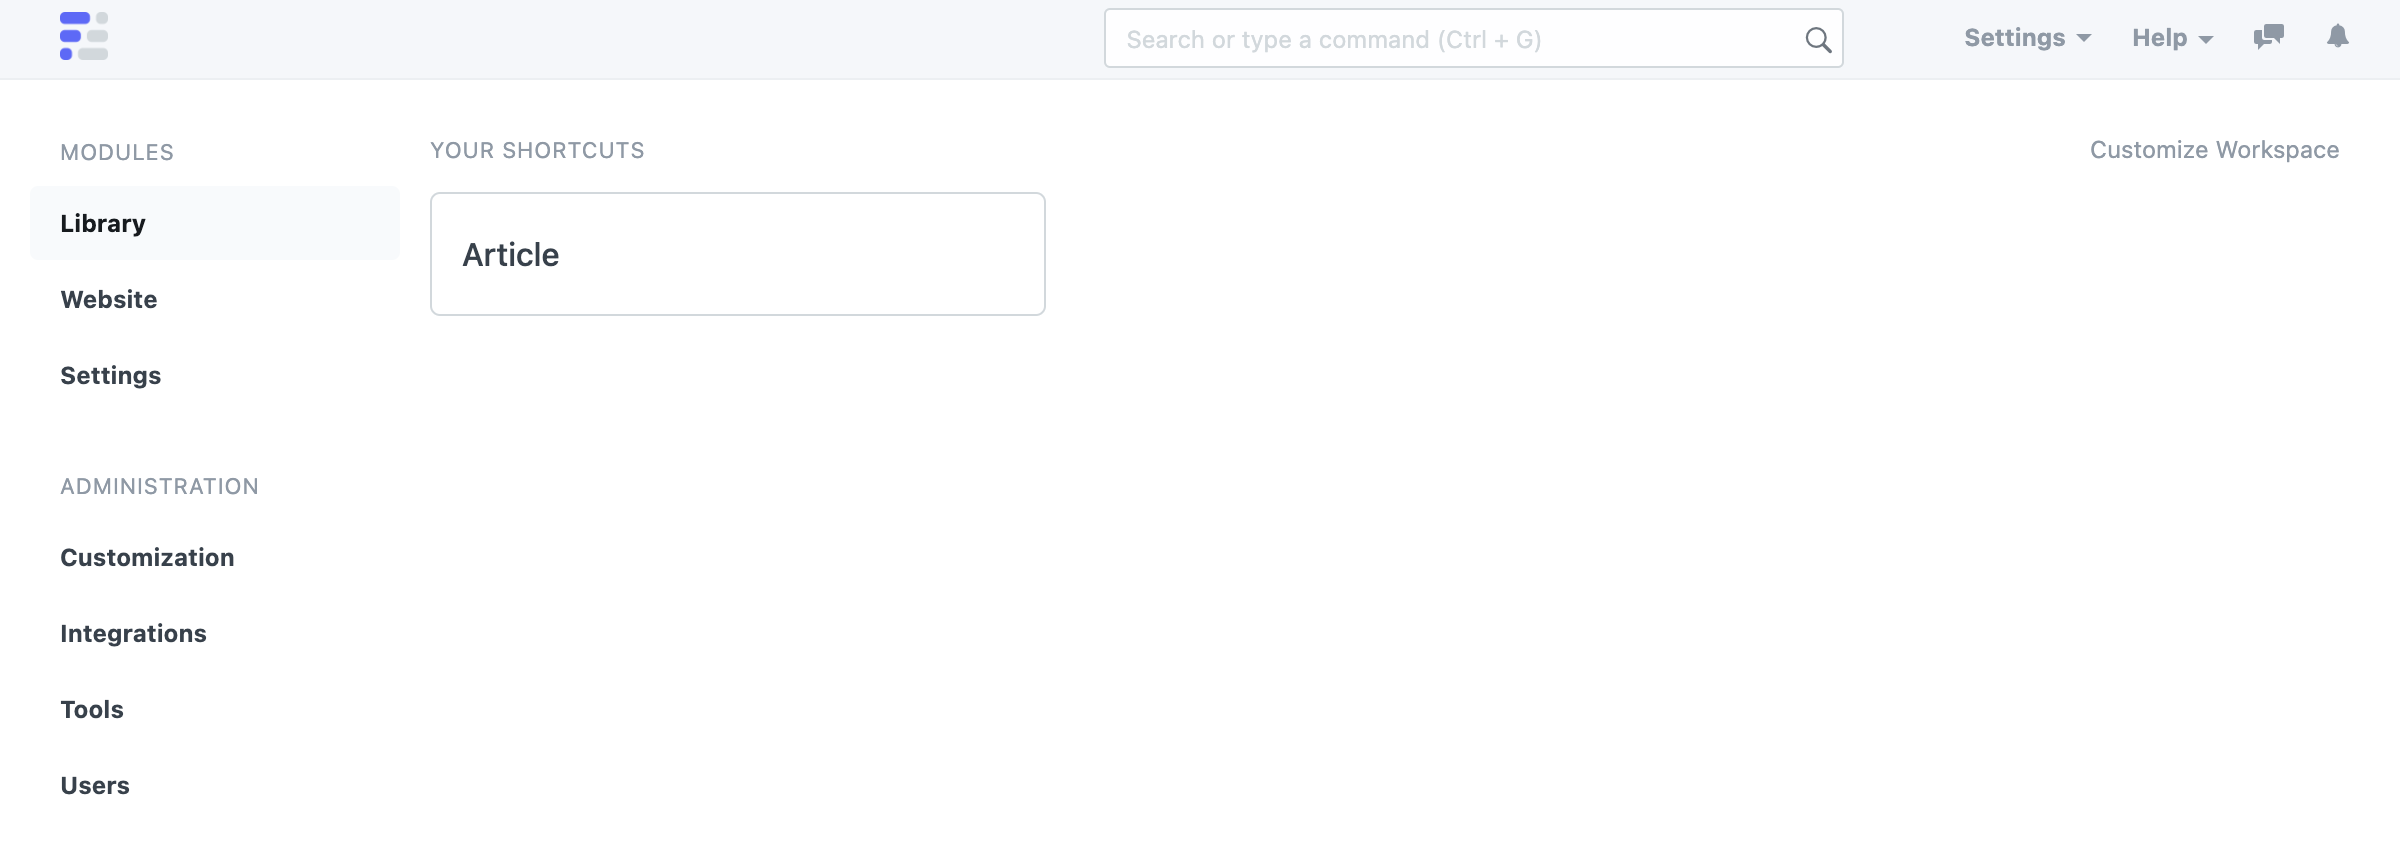 Search or type a command (Ctrl + G)
Settings
Help
MODULES
Library
Website
Settings
ADMINISTRATION
Customization
Integrations
Tools
Users
YOUR SHORTCUTS
Customize Workspace
Article